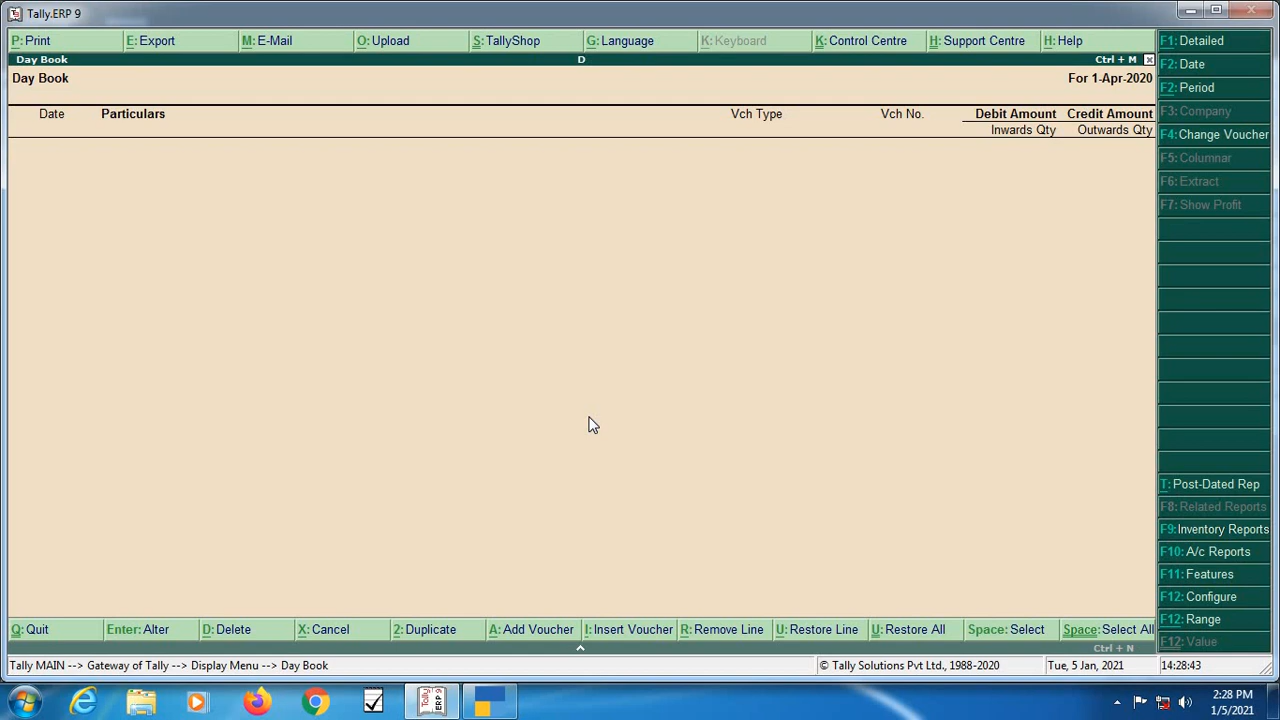 Tally.ERP 9
P: Print E: Export M: E-Mail O: Upload S: TallyShop G: Language K: Keyboard K: Control Centre H: Support Centre H: Help
Day Book D Ctrl + M
Day Book For 1-Apr-2020
Date Particulars Vch Type Vch No. Debit Amount Credit Amount
Inwards Qty Outwards Qty
F1: Detailed
F2: Date
F2: Period
F3: Company
F4: Change Voucher
F5: Columnar
F6: Extract
F7: Show Profit
T: Post-Dated Rep
F8: Related Reports
F9: Inventory Reports
F10: A/c Reports
F11: Features
F12: Configure
F12: Range
F12: Value
Q: Quit Enter: Alter D: Delete X: Cancel 2: Duplicate A: Add Voucher I: Insert Voucher R: Remove Line U: Restore Line U: Restore All Space: Select Space: Select All
Ctrl + N
Tally MAIN --> Gateway of Tally --> Display Menu --> Day Book © Tally Solutions Pvt Ltd., 1988-2020 Tue, 5 Jan, 2021 14:28:43
Tally ERP 9
2:28 PM
1/5/2021